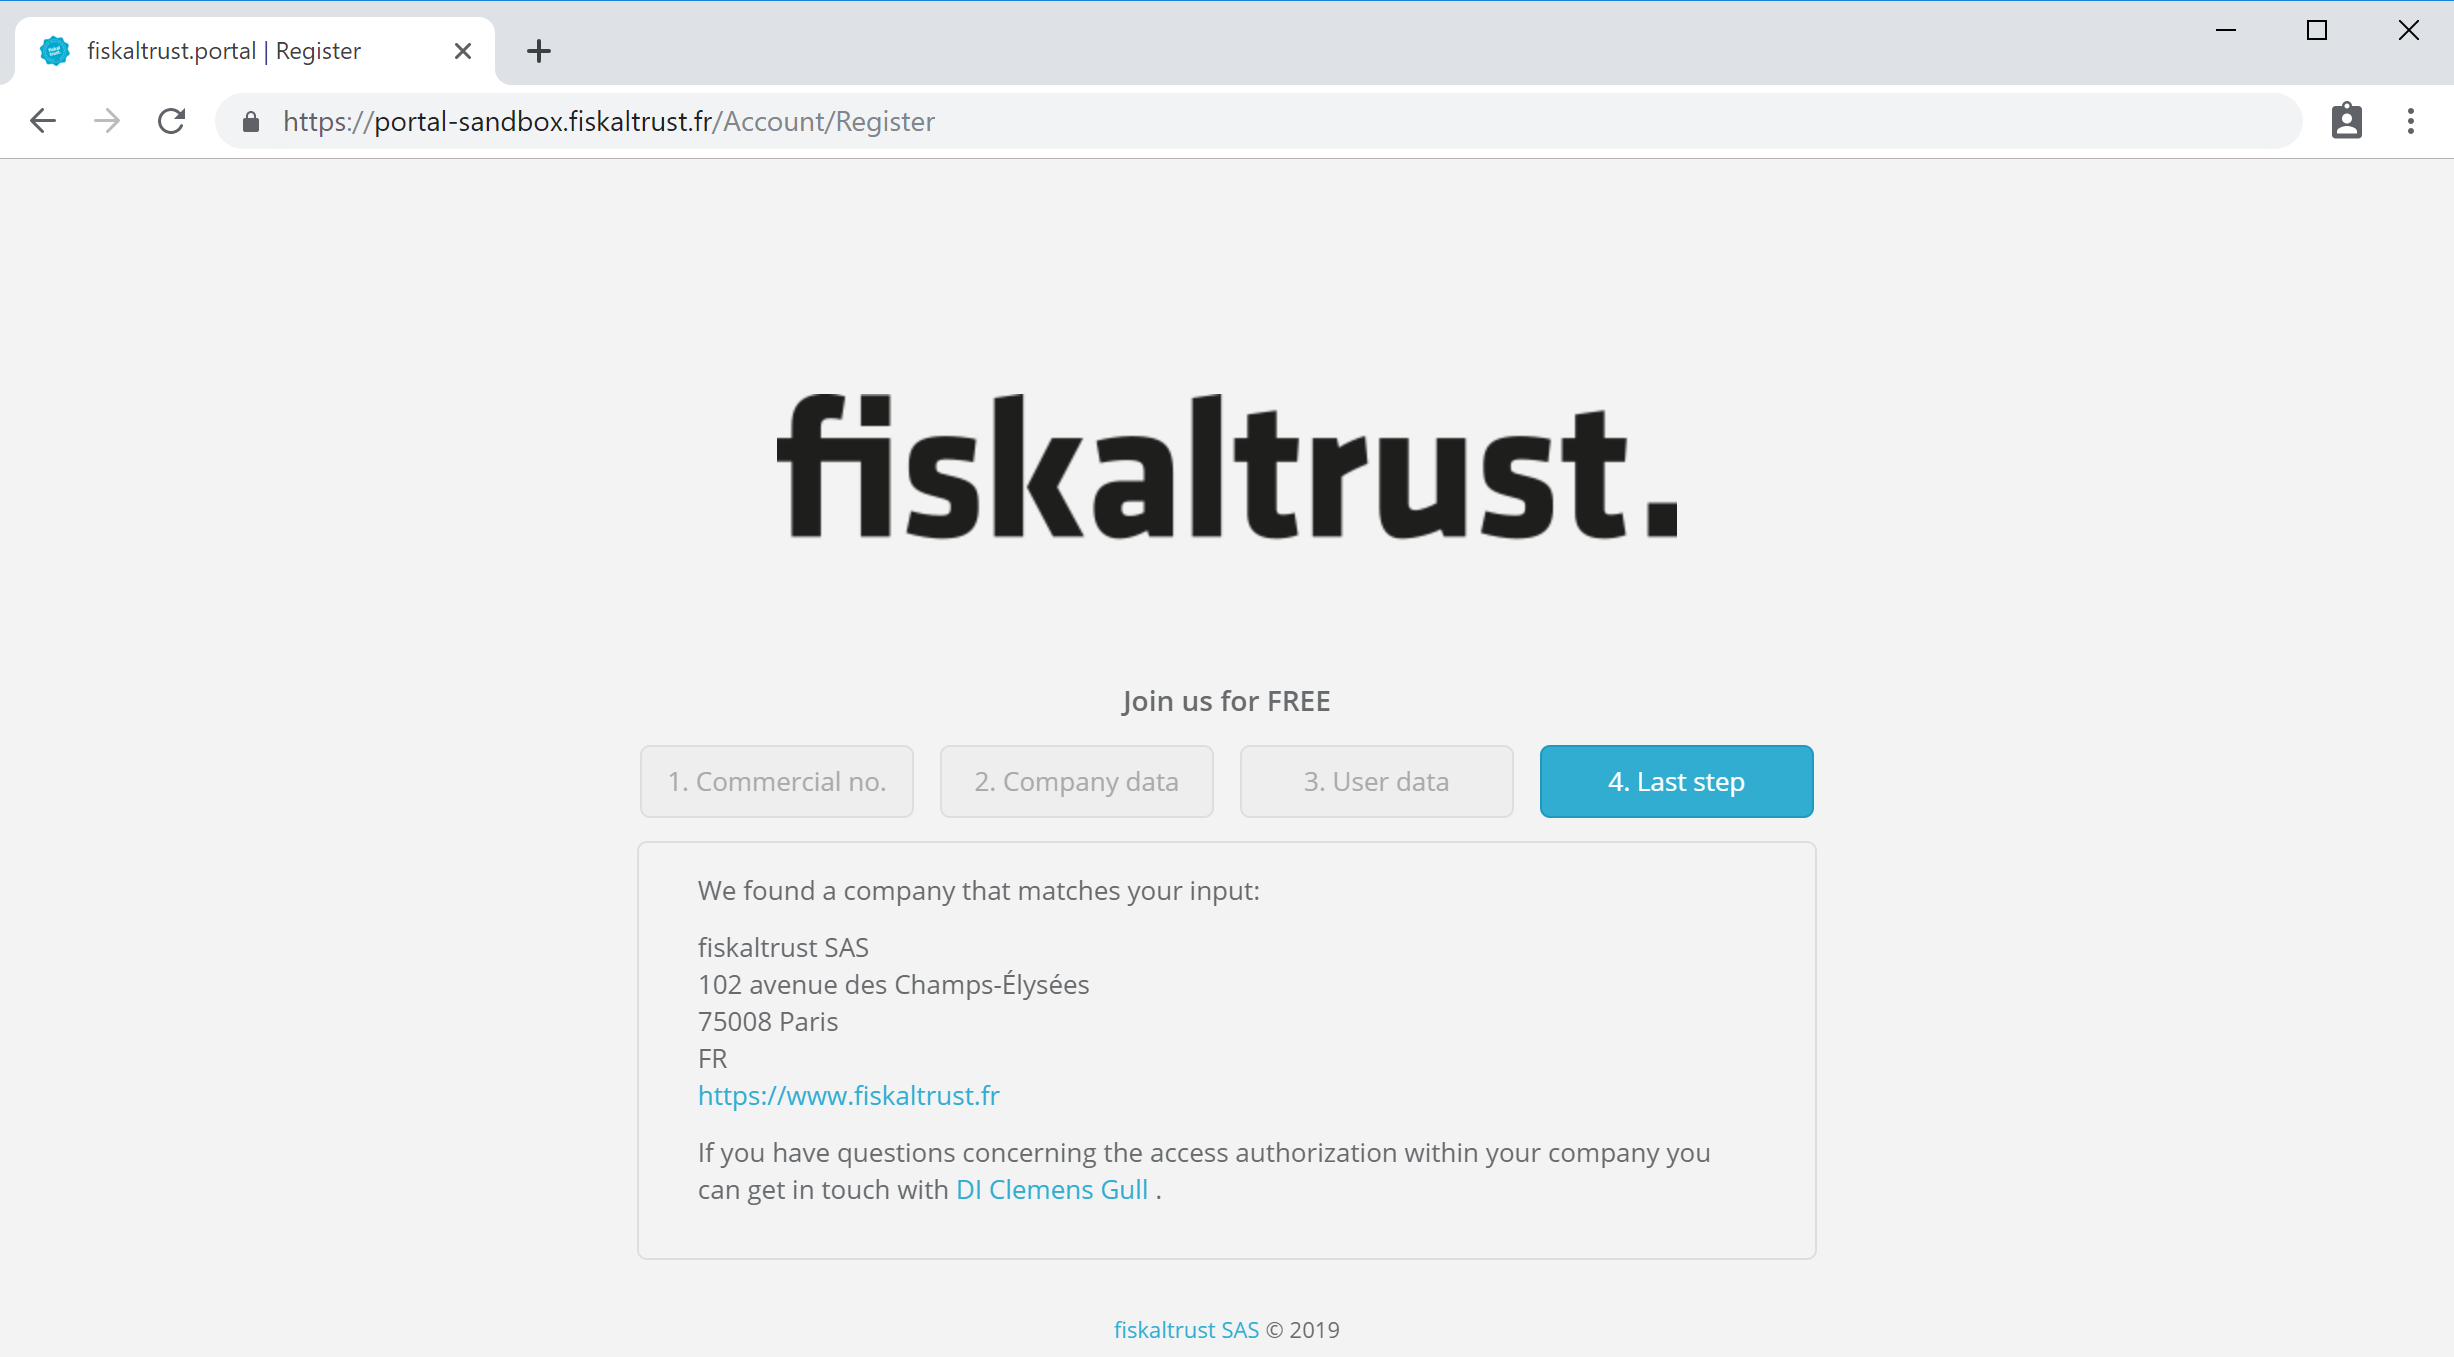 fiskaltrust.portal | Register
https://portal-sandbox.fiskaltrust.fr/Account/Register
fiskaltrust.
Join us for FREE
1. Commercial no.
2. Company data
3. User data
4. Last step
We found a company that matches your input:
fiskaltrust SAS
102 avenue des Champs-Élysées
75008 Paris
FR
https://www.fiskaltrust.fr
If you have questions concerning the access authorization within your company you
can get in touch with DI Clemens Gull .
fiskaltrust SAS © 2019